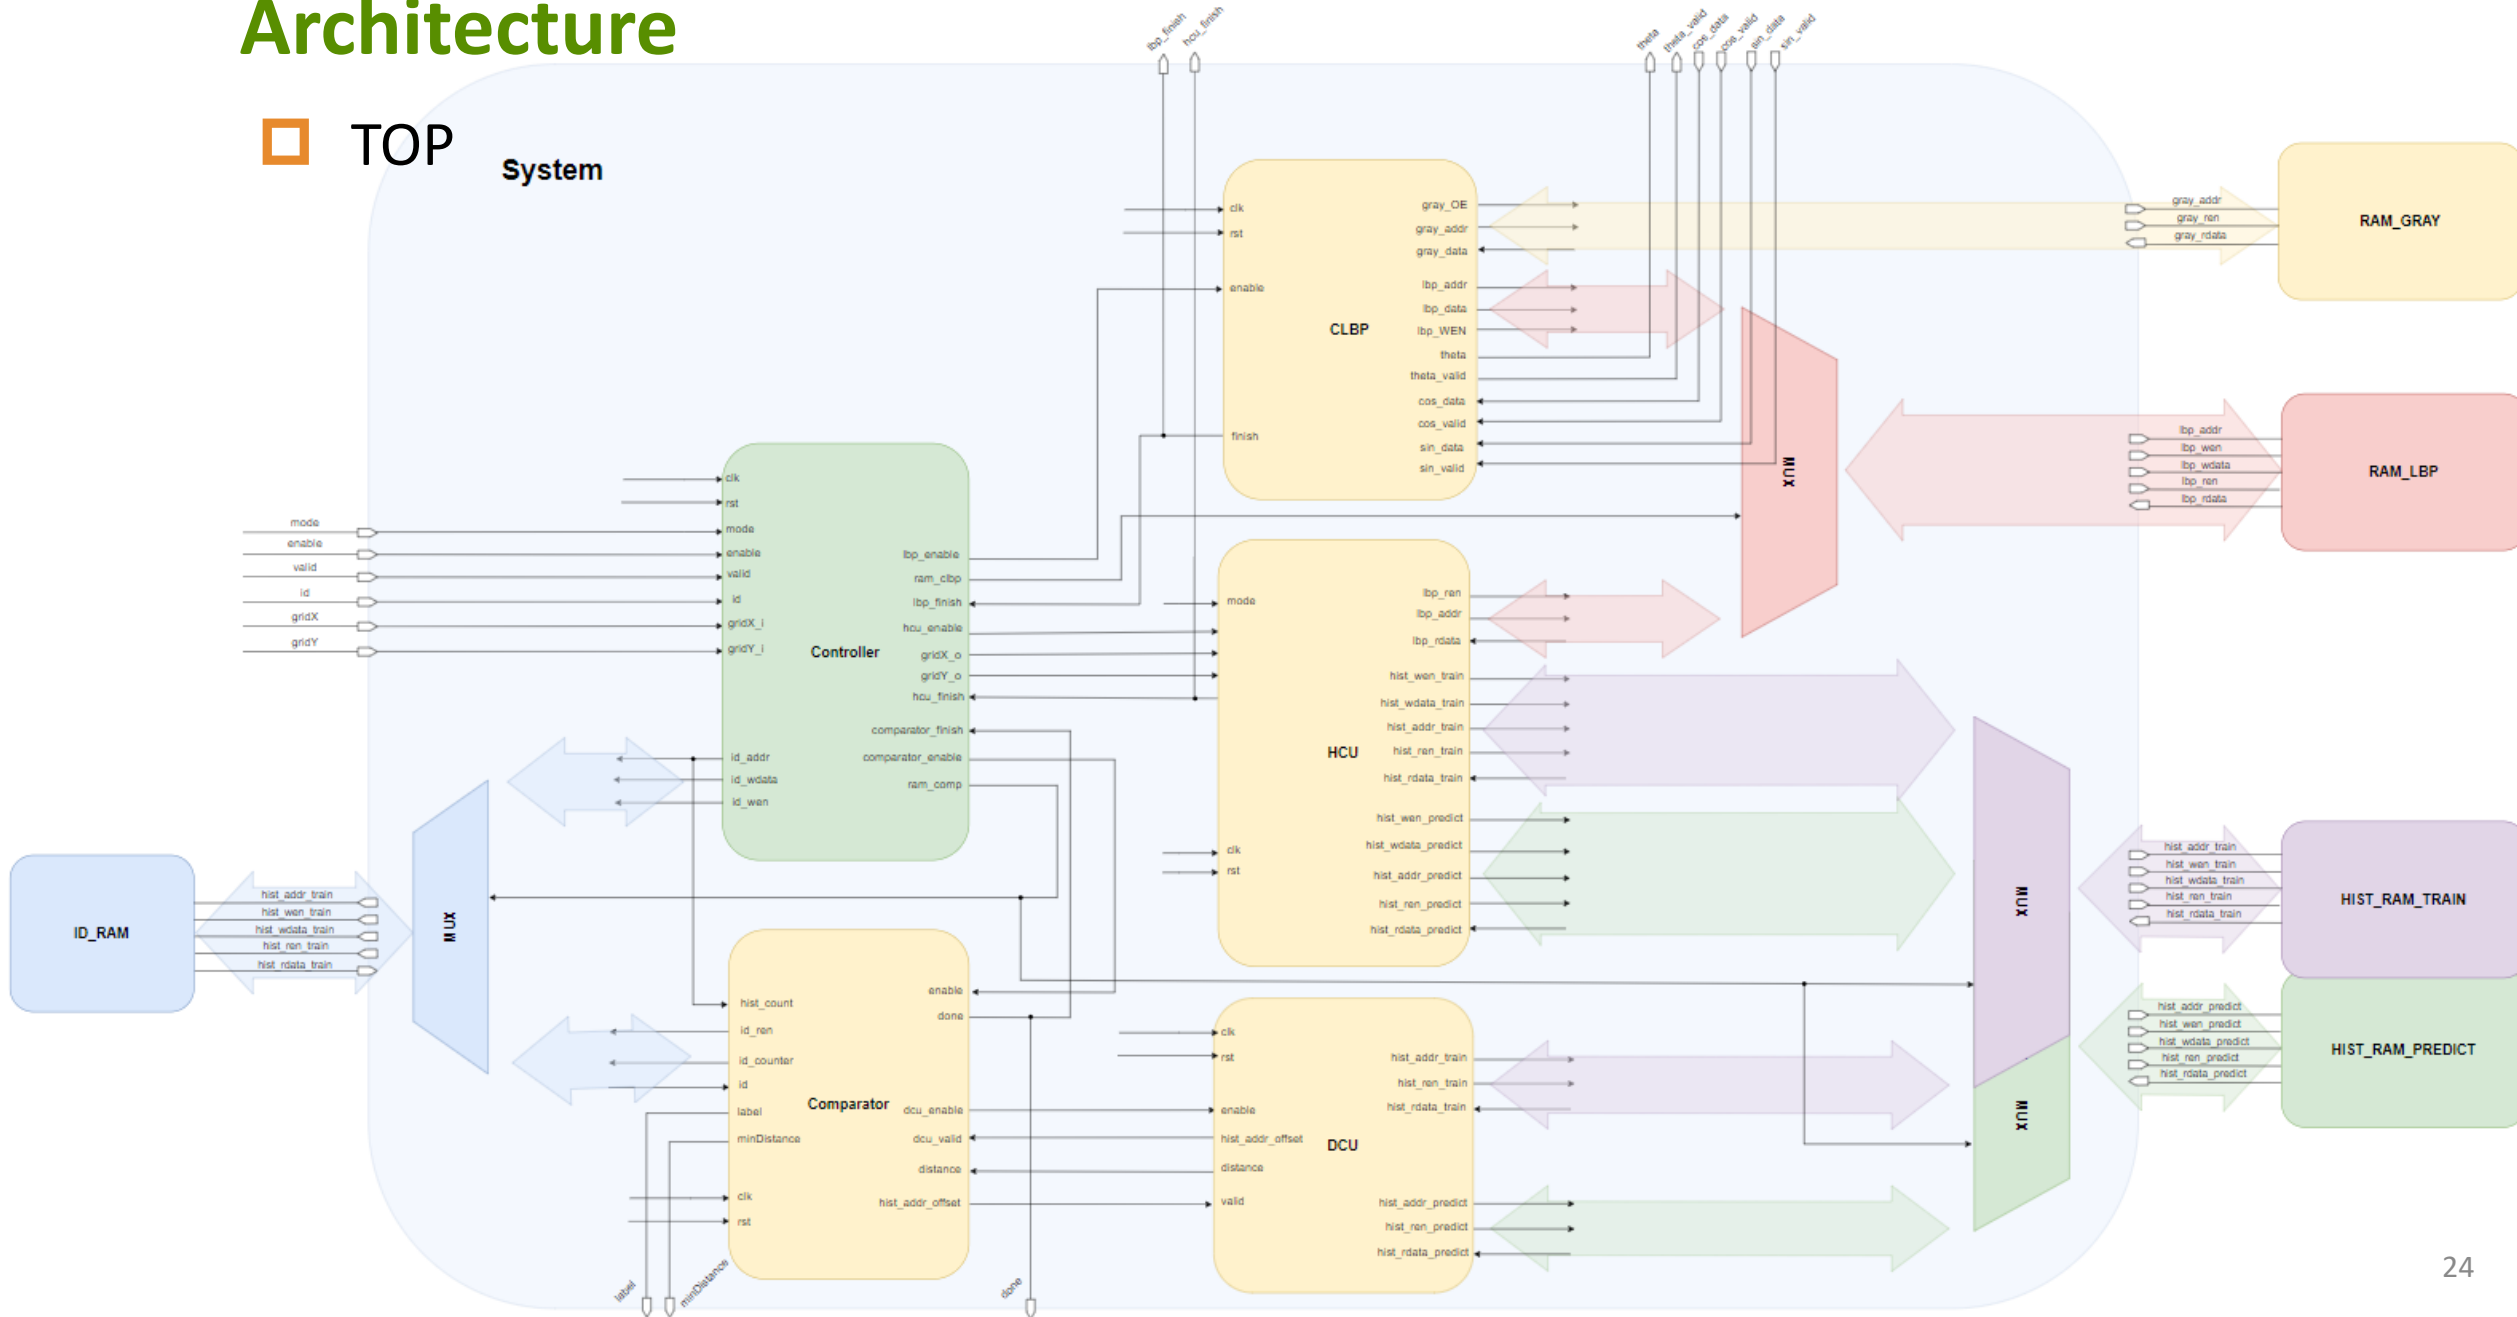 Architecture
TOP
System
lbp_finish
hcu_finish
theta
theta_valid
cos_data
cos_valid
sin_data
sin_valid
clk
rst
enable
finish
CLBP
gray_OE
gray_addr
gray_data
lbp_addr
lbp_data
lbp_WEN
theta
theta_valid
cos_data
cos_valid
sin_data
sin_valid
gray_addr
gray_ren
gray_rdata
RAM_GRAY
MUX
lbp_addr
lbp_wen
lbp_wdata
lbp_ren
lbp_rdata
RAM_LBP
mode
enable
valid
id
gridX
gridY
clk
rst
mode
enable
valid
id
gridX_i
gridY_i
Controller
lbp_enable
ram_clbp
lbp_finish
hcu_enable
gridX_o
gridY_o
hcu_finish
comparator_finish
comparator_enable
ram_comp
id_addr
id_wdata
id_wen
mode
clk
rst
HCU
lbp_ren
lbp_addr
lbp_rdata
hist_wen_train
hist_wdata_train
hist_addr_train
hist_ren_train
hist_rdata_train
hist_wen_predict
hist_wdata_predict
hist_addr_predict
hist_ren_predict
hist_rdata_predict
MUX
MUX
hist_addr_train
hist_wen_train
hist_wdata_train
hist_ren_train
hist_rdata_train
HIST_RAM_TRAIN
hist_addr_predict
hist_wen_predict
hist_wdata_predict
hist_ren_predict
hist_rdata_predict
HIST_RAM_PREDICT
ID_RAM
hist_addr_train
hist_wen_train
hist_wdata_train
hist_ren_train
hist_rdata_train
MUX
hist_count
id_ren
id_counter
id
label
minDistance
clk
rst
Comparator
enable
done
dcu_enable
dcu_valid
distance
hist_addr_offset
clk
rst
enable
hist_addr_offset
distance
valid
DCU
hist_addr_train
hist_ren_train
hist_rdata_train
hist_addr_predict
hist_ren_predict
hist_rdata_predict
label
minDistance
done
24